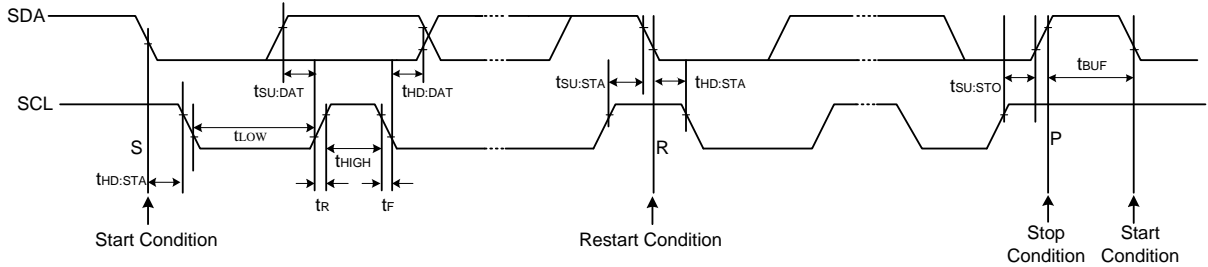 SDA
tSU:DAT
tHD:DAT
tSU:STA
tHD:STA
tSU:STO
tBUF
SCL
tLOW
tHIGH
S
R
P
tHD:STA
tR
tF
Start Condition
Restart Condition
Stop
Condition
Start
Condition